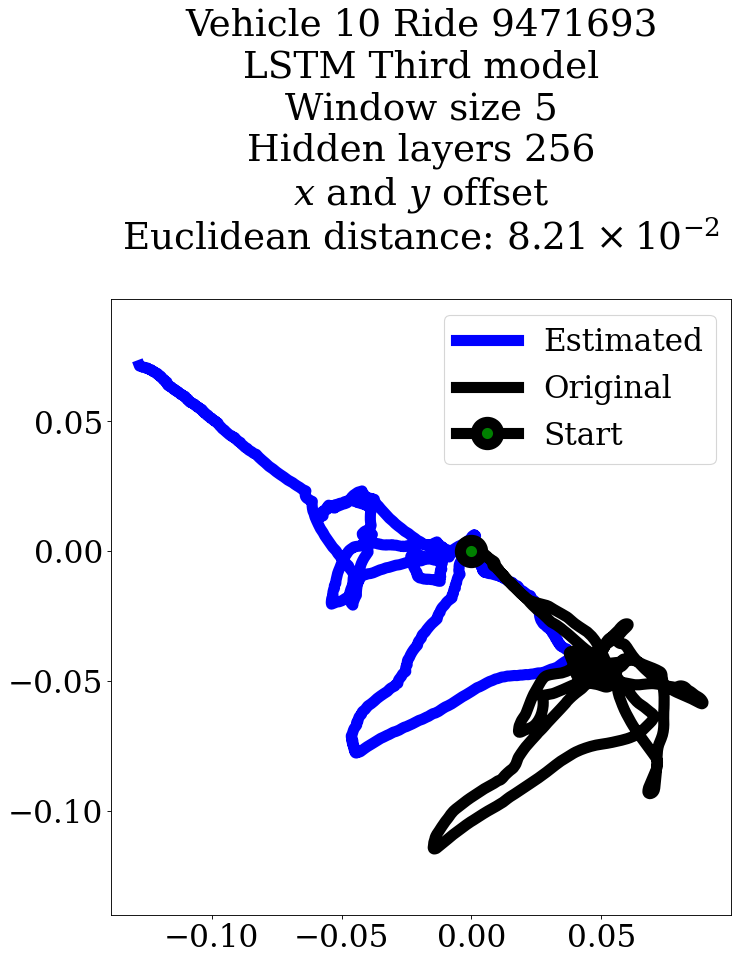 Vehicle 10 Ride 9471693
LSTM Third model
Window size 5
Hidden layers 256
x and y offset
Euclidean distance: 8.21 × 10⁻²
Estimated
Original
Start
0.05
0.00
−0.05
−0.10
−0.10 −0.05 0.00 0.05